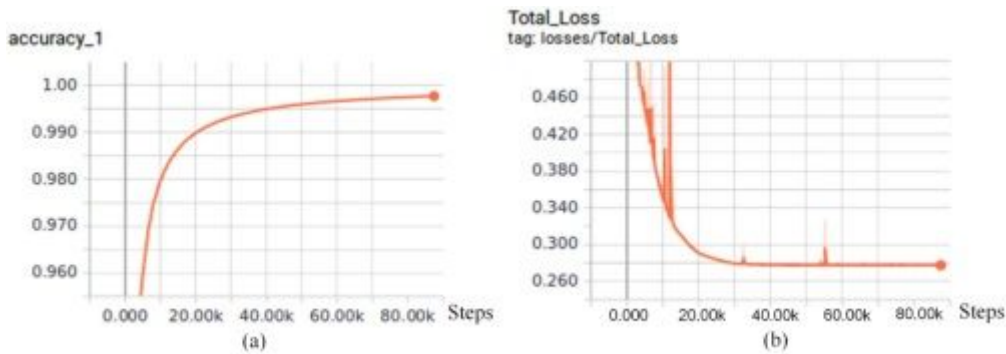 accuracy_1
1.00
0.990
0.980
0.970
0.960
0.000 20.00k 40.00k 60.00k 80.00k Steps
(a)
Total_Loss
tag: losses/Total_Loss
0.460
0.420
0.380
0.340
0.300
0.260
0.000 20.00k 40.00k 60.00k 80.00k Steps
(b)